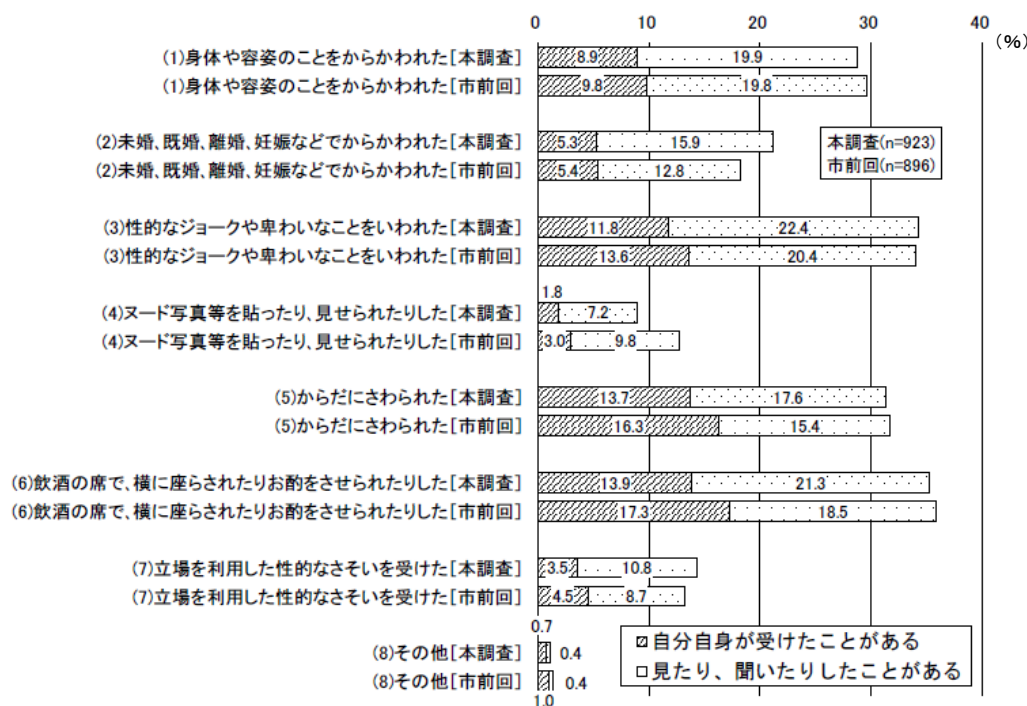 0 10 20 30 40
(%)
(1)身体や容姿のことをからかわれた[本調査] 8.9 19.9
(1)身体や容姿のことをからかわれた[市前回] 9.8 19.8
(2)未婚、既婚、離婚、妊娠などでからかわれた[本調査] 5.3 15.9
(2)未婚、既婚、離婚、妊娠などでからかわれた[市前回] 5.4 12.8
本調査(n=923)
市前回(n=896)
(3)性的なジョークや卑わいなことをいわれた[本調査] 11.8 22.4
(3)性的なジョークや卑わいなことをいわれた[市前回] 13.6 20.4
1.8
(4)ヌード写真等を貼ったり、見せられたりした[本調査] 7.2
(4)ヌード写真等を貼ったり、見せられたりした[市前回] 3.0 9.8
(5)からだにさわられた[本調査] 13.7 17.6
(5)からだにさわられた[市前回] 16.3 15.4
(6)飲酒の席で、横に座らされたりお酌をさせられたりした[本調査] 13.9 21.3
(6)飲酒の席で、横に座らされたりお酌をさせられたりした[市前回] 17.3 18.5
(7)立場を利用した性的なさそいを受けた[本調査] 3.5 10.8
(7)立場を利用した性的なさそいを受けた[市前回] 4.5 8.7
0.7
(8)その他[本調査] 0.4
(8)その他[市前回] 0.4
1.0
自分自身が受けたことがある
見たり、聞いたりしたことがある